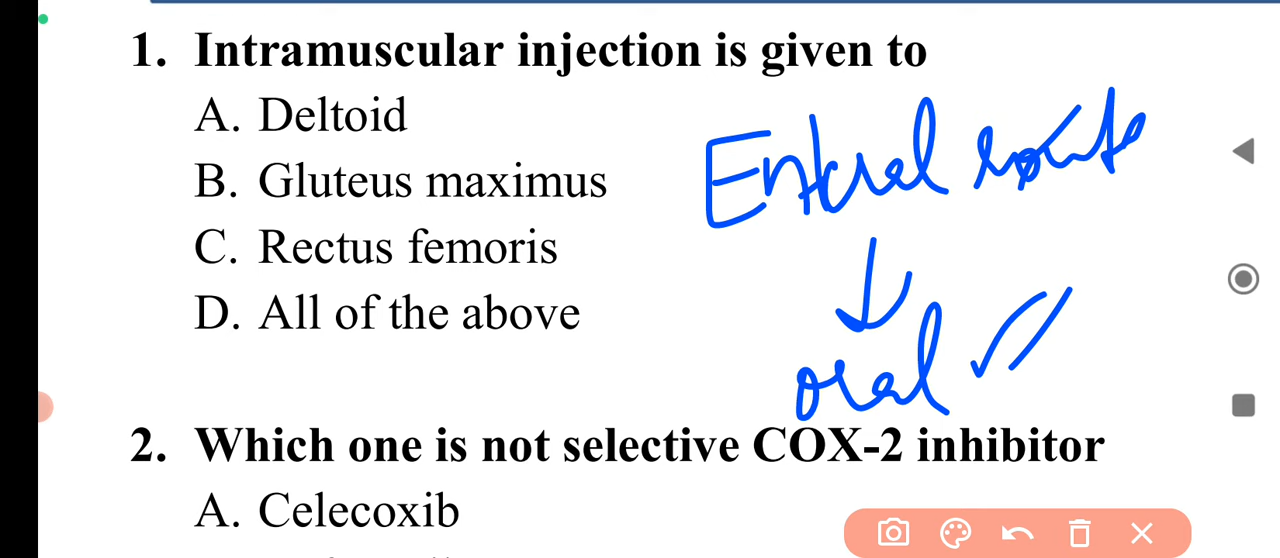 1. Intramuscular injection is given to
A. Deltoid
B. Gluteus maximus
C. Rectus femoris
D. All of the above
Enteral route
oral
2. Which one is not selective COX-2 inhibitor
A. Celecoxib